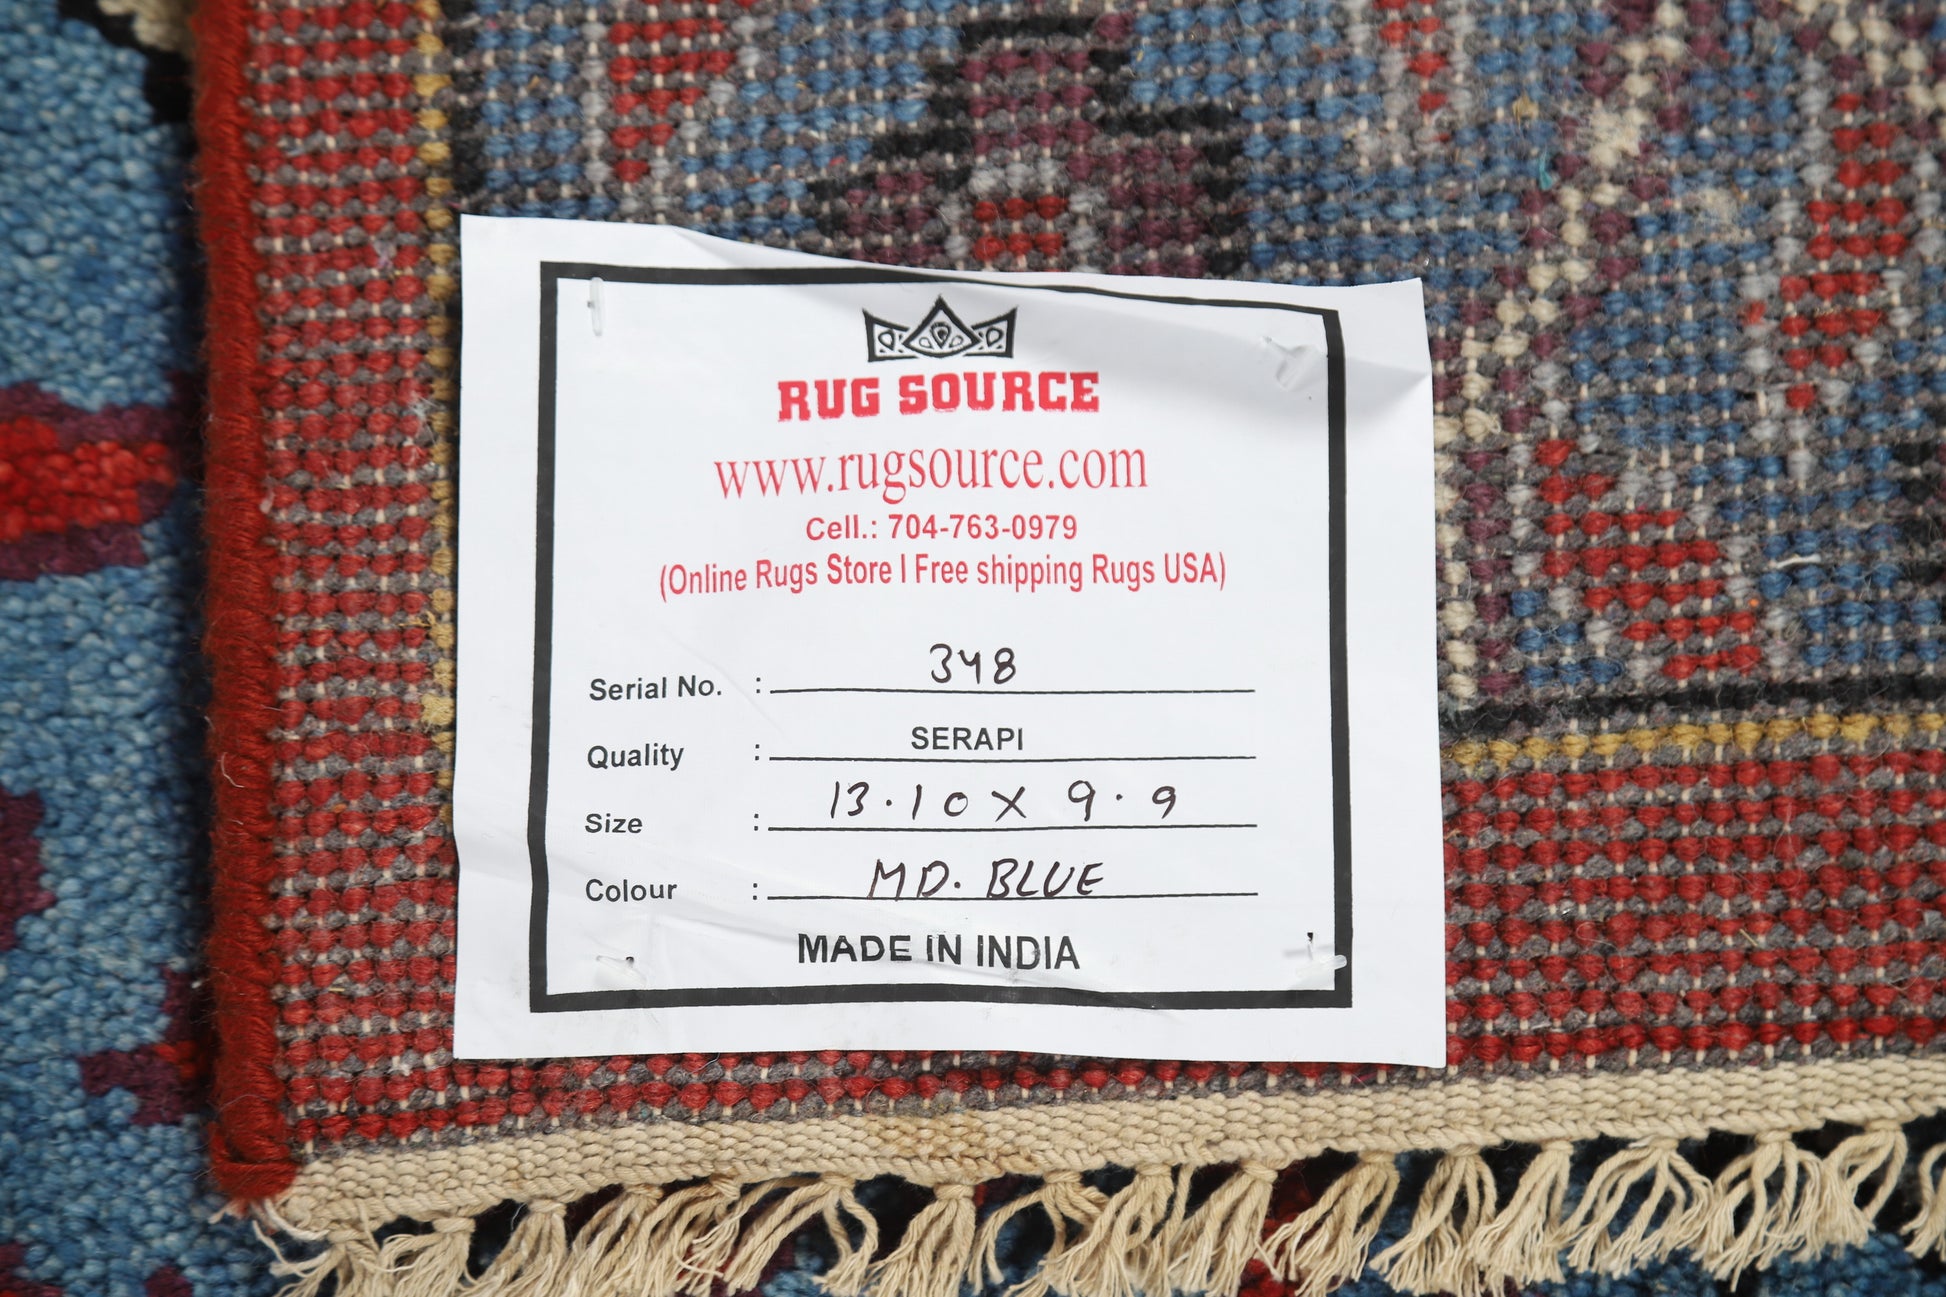 RUG SOURCE
www.rugsource.com
Cell.: 704-763-0979
(Online Rugs Store I Free shipping Rugs USA)
Serial No. : 348
Quality : SERAPI
Size : 13.10 X 9.9
Colour : MD. BLUE
MADE IN INDIA